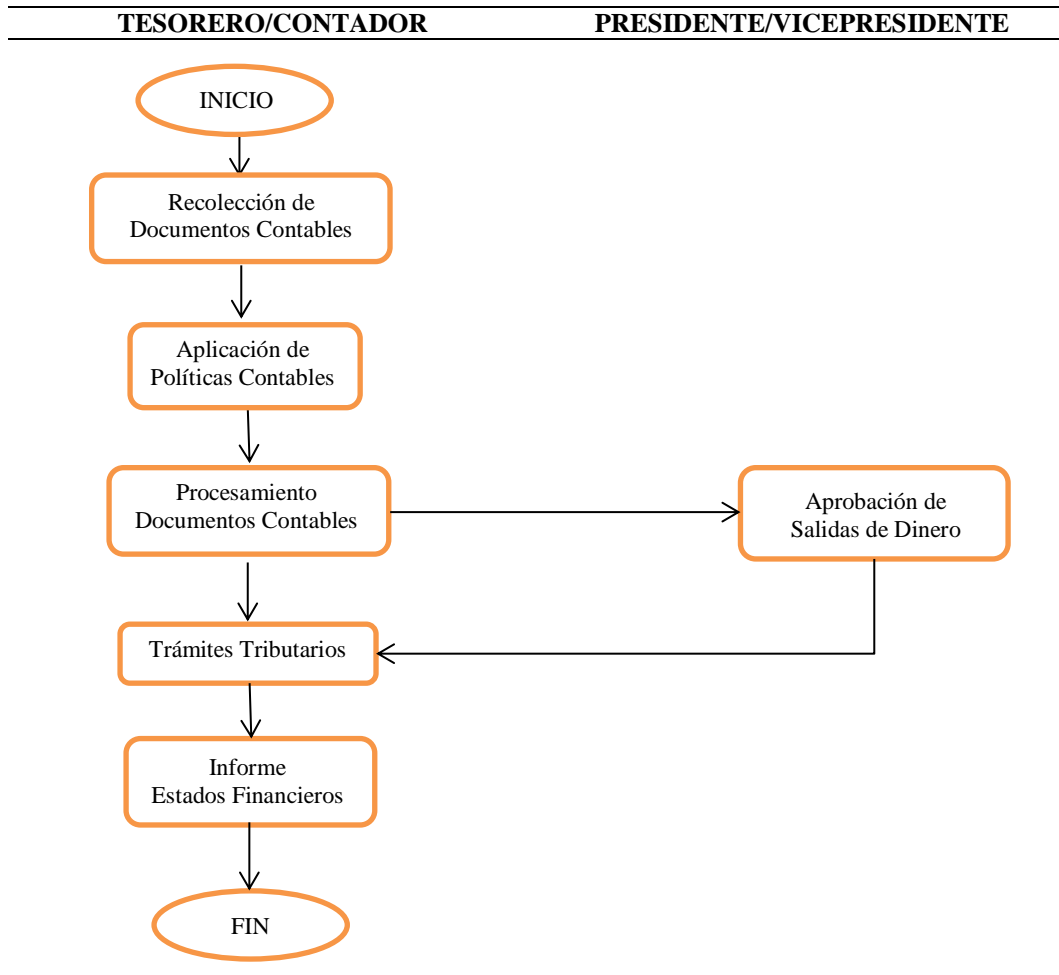 TESORERO/CONTADOR PRESIDENTE/VICEPRESIDENTE
INICIO
Recolección de
Documentos Contables
Aplicación de
Políticas Contables
Procesamiento
Documentos Contables
Aprobación de
Salidas de Dinero
Trámites Tributarios
Informe
Estados Financieros
FIN